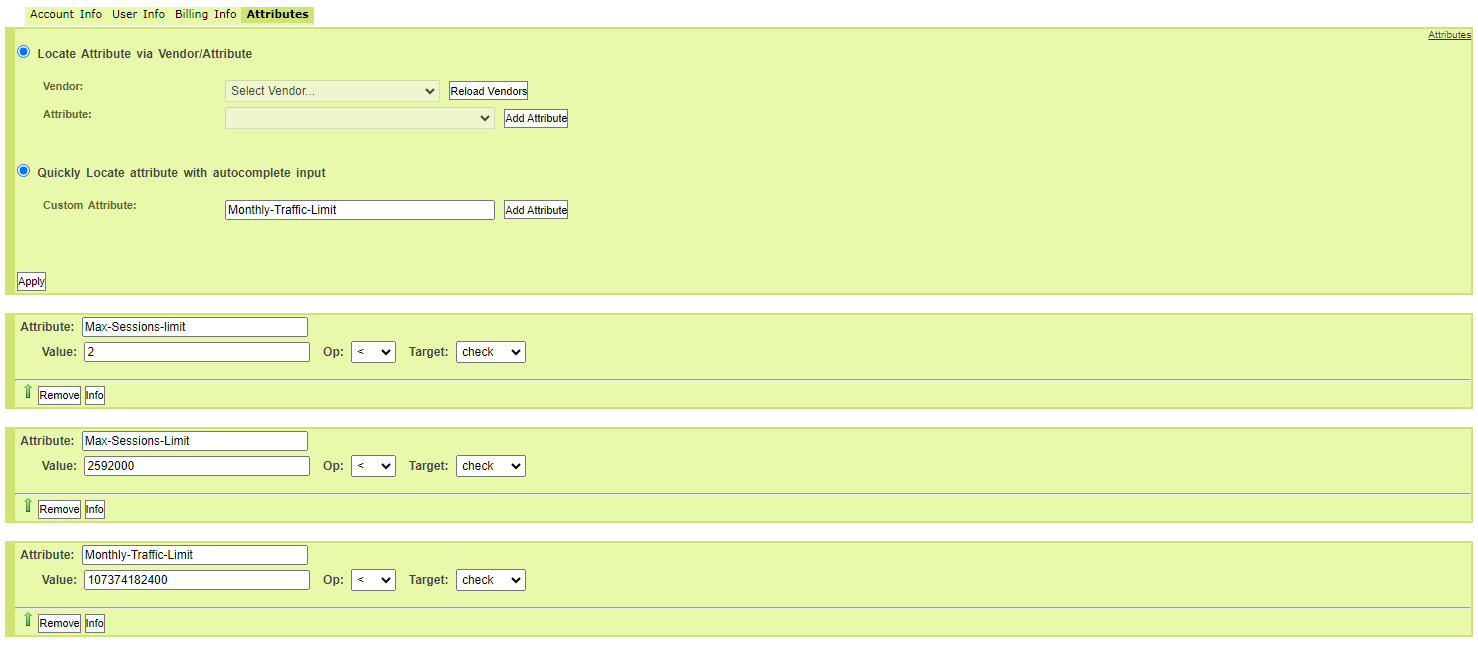 Account Info User Info Billing Info Attributes
Attributes
Locate Attribute via Vendor/Attribute
Vendor: Select Vendor... Reload Vendors
Attribute: Add Attribute
Quickly Locate attribute with autocomplete input
Custom Attribute: Monthly-Traffic-Limit Add Attribute
Apply
Attribute: Max-Sessions-limit
Value: 2 Op: < Target: check
Remove Info
Attribute: Max-Sessions-Limit
Value: 2592000 Op: < Target: check
Remove Info
Attribute: Monthly-Traffic-Limit
Value: 107374182400 Op: < Target: check
Remove Info